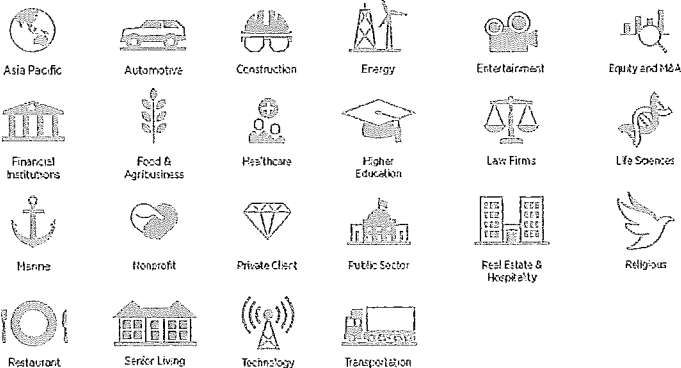 Asia Pacific
Automotive
Construction
Energy
Entertainment
Equity and M&A
Financial
Institutions
Food &
Agribusiness
Healthcare
Higher
Education
Law Firms
Life Sciences
Marine
Nonprofit
Private Client
Public Sector
Real Estate &
Hospitality
Religious
Restaurant
Senior Living
Technology
Transportation